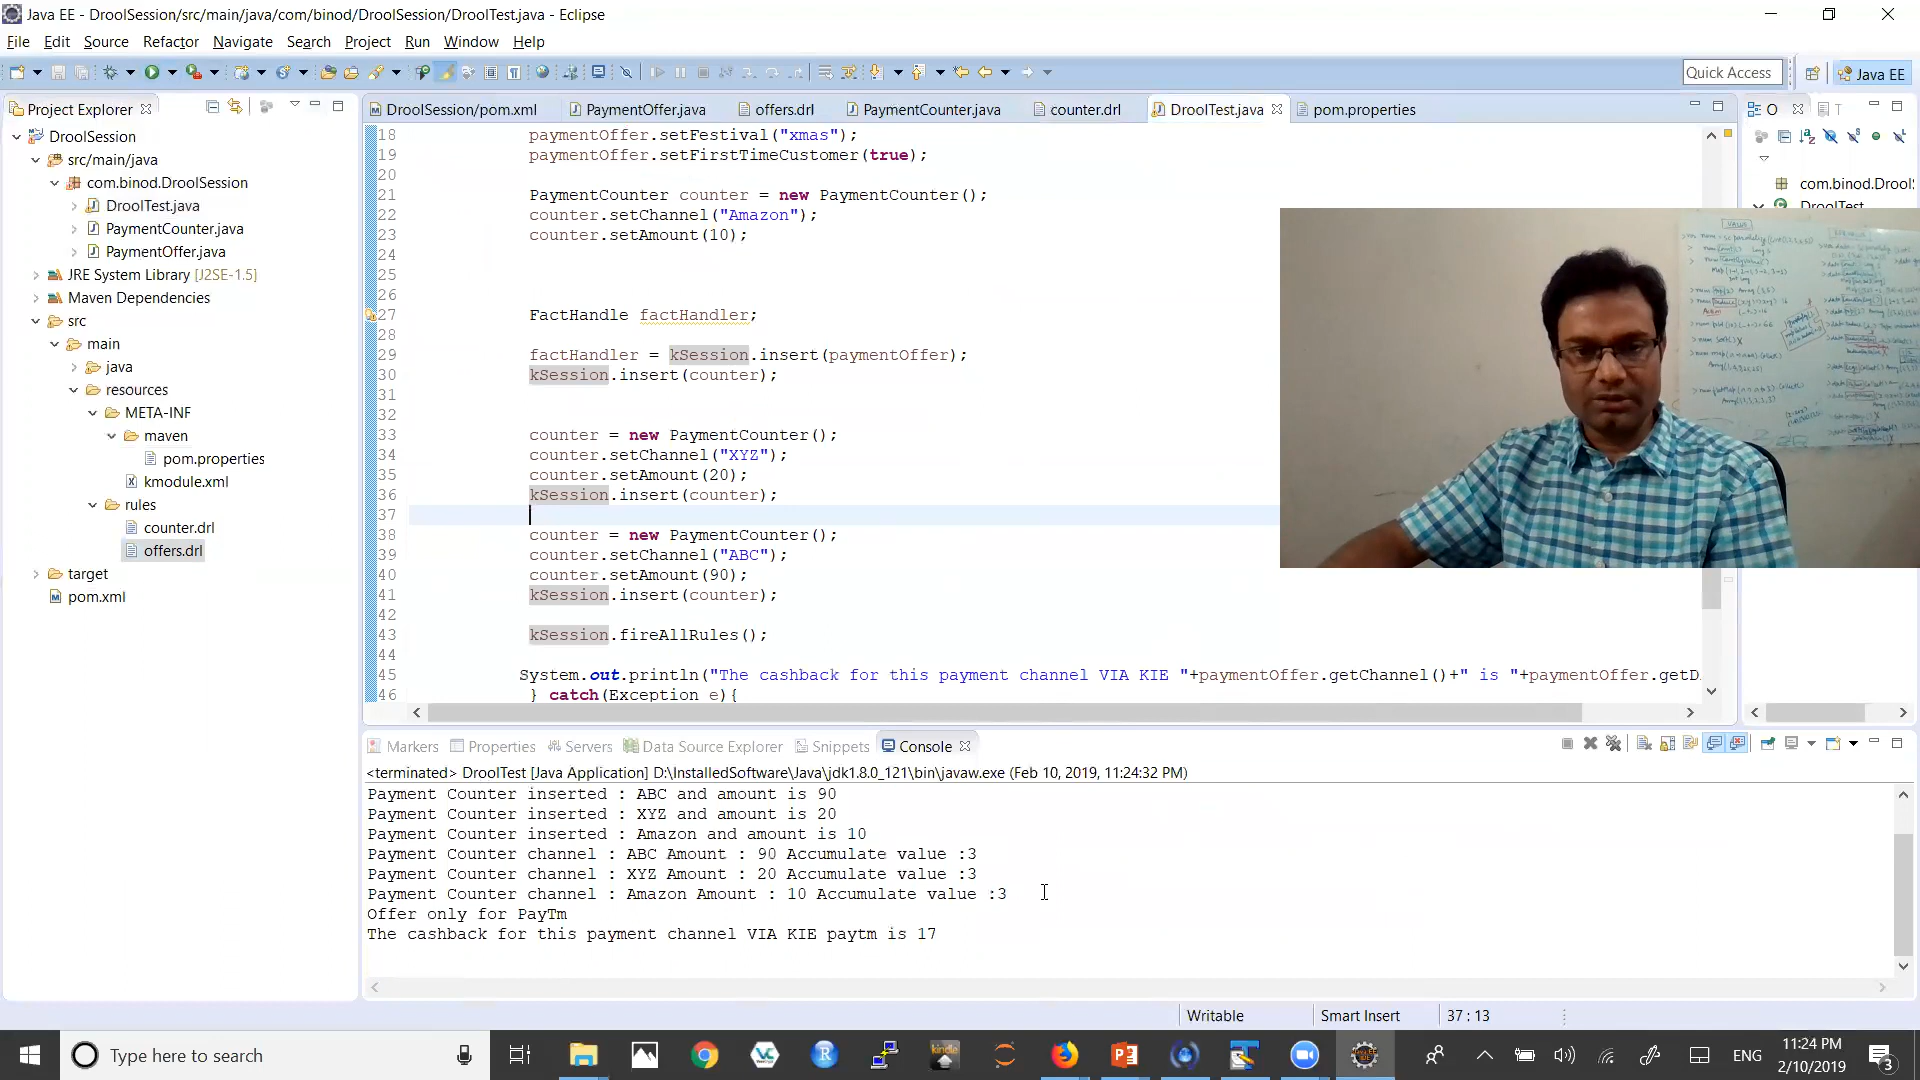 Java EE - DroolSession/src/main/java/com/binod/DroolSession/DroolTest.java - Eclipse
File Edit Source Refactor Navigate Search Project Run Window Help
Quick Access
Java EE
Project Explorer
DroolSession/pom.xml PaymentOffer.java offers.drl PaymentCounter.java counter.drl DroolTest.java pom.properties
O T
DroolSession
src/main/java
com.binod.DroolSession
DroolTest.java
PaymentCounter.java
PaymentOffer.java
JRE System Library [J2SE-1.5]
Maven Dependencies
src
main
java
resources
META-INF
maven
pom.properties
kmodule.xml
rules
counter.drl
offers.drl
target
pom.xml
18 paymentOffer.setFestival("xmas");
19 paymentOffer.setFirstTimeCustomer(true);
20
21 PaymentCounter counter = new PaymentCounter();
22 counter.setChannel("Amazon");
23 counter.setAmount(10);
24
25
26
27 FactHandle factHandler;
28
29 factHandler = kSession.insert(paymentOffer);
30 kSession.insert(counter);
31
32
33 counter = new PaymentCounter();
34 counter.setChannel("XYZ");
35 counter.setAmount(20);
36 kSession.insert(counter);
37
38 counter = new PaymentCounter();
39 counter.setChannel("ABC");
40 counter.setAmount(90);
41 kSession.insert(counter);
42
43 kSession.fireAllRules();
44
45 System.out.println("The cashback for this payment channel VIA KIE "+paymentOffer.getChannel()+" is "+paymentOffer.getD
46 } catch(Exception e){
com.binod.Drool
DroolTest
Markers Properties Servers Data Source Explorer Snippets Console
<terminated> DroolTest [Java Application] D:\InstalledSoftware\Java\jdk1.8.0_121\bin\javaw.exe (Feb 10, 2019, 11:24:32 PM)
Payment Counter inserted : ABC and amount is 90
Payment Counter inserted : XYZ and amount is 20
Payment Counter inserted : Amazon and amount is 10
Payment Counter channel : ABC Amount : 90 Accumulate value :3
Payment Counter channel : XYZ Amount : 20 Accumulate value :3
Payment Counter channel : Amazon Amount : 10 Accumulate value :3
Offer only for PayTm
The cashback for this payment channel VIA KIE paytm is 17
Writable Smart Insert 37 : 13
Type here to search
kindle
ENG
11:24 PM
2/10/2019
3